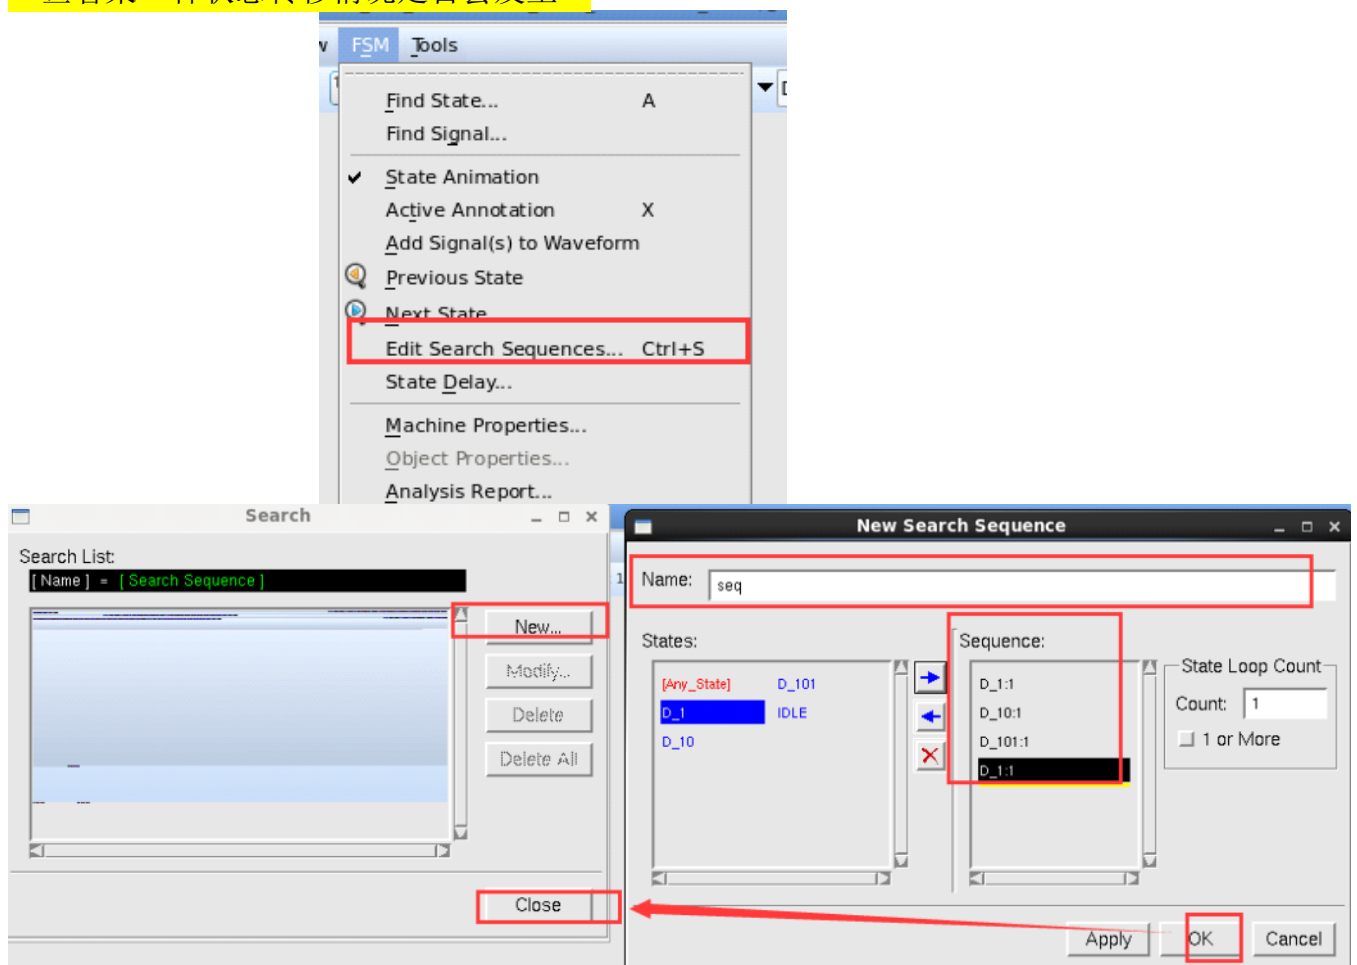 FSM Tools
Find State... A
Find Signal...
State Animation
Active Annotation X
Add Signal(s) to Waveform
Previous State
Next State
Edit Search Sequences... Ctrl+S
State Delay...
Machine Properties...
Object Properties...
Analysis Report...
Search
Search List:
[ Name ] = [ Search Sequence ]
New...
Modify...
Delete
Delete All
Close
New Search Sequence
Name: seq
States:
[Any_State] D_101
D_1 IDLE
D_10
Sequence:
D_1:1
D_10:1
D_101:1
D_1:1
State Loop Count
Count: 1
1 or More
Apply OK Cancel